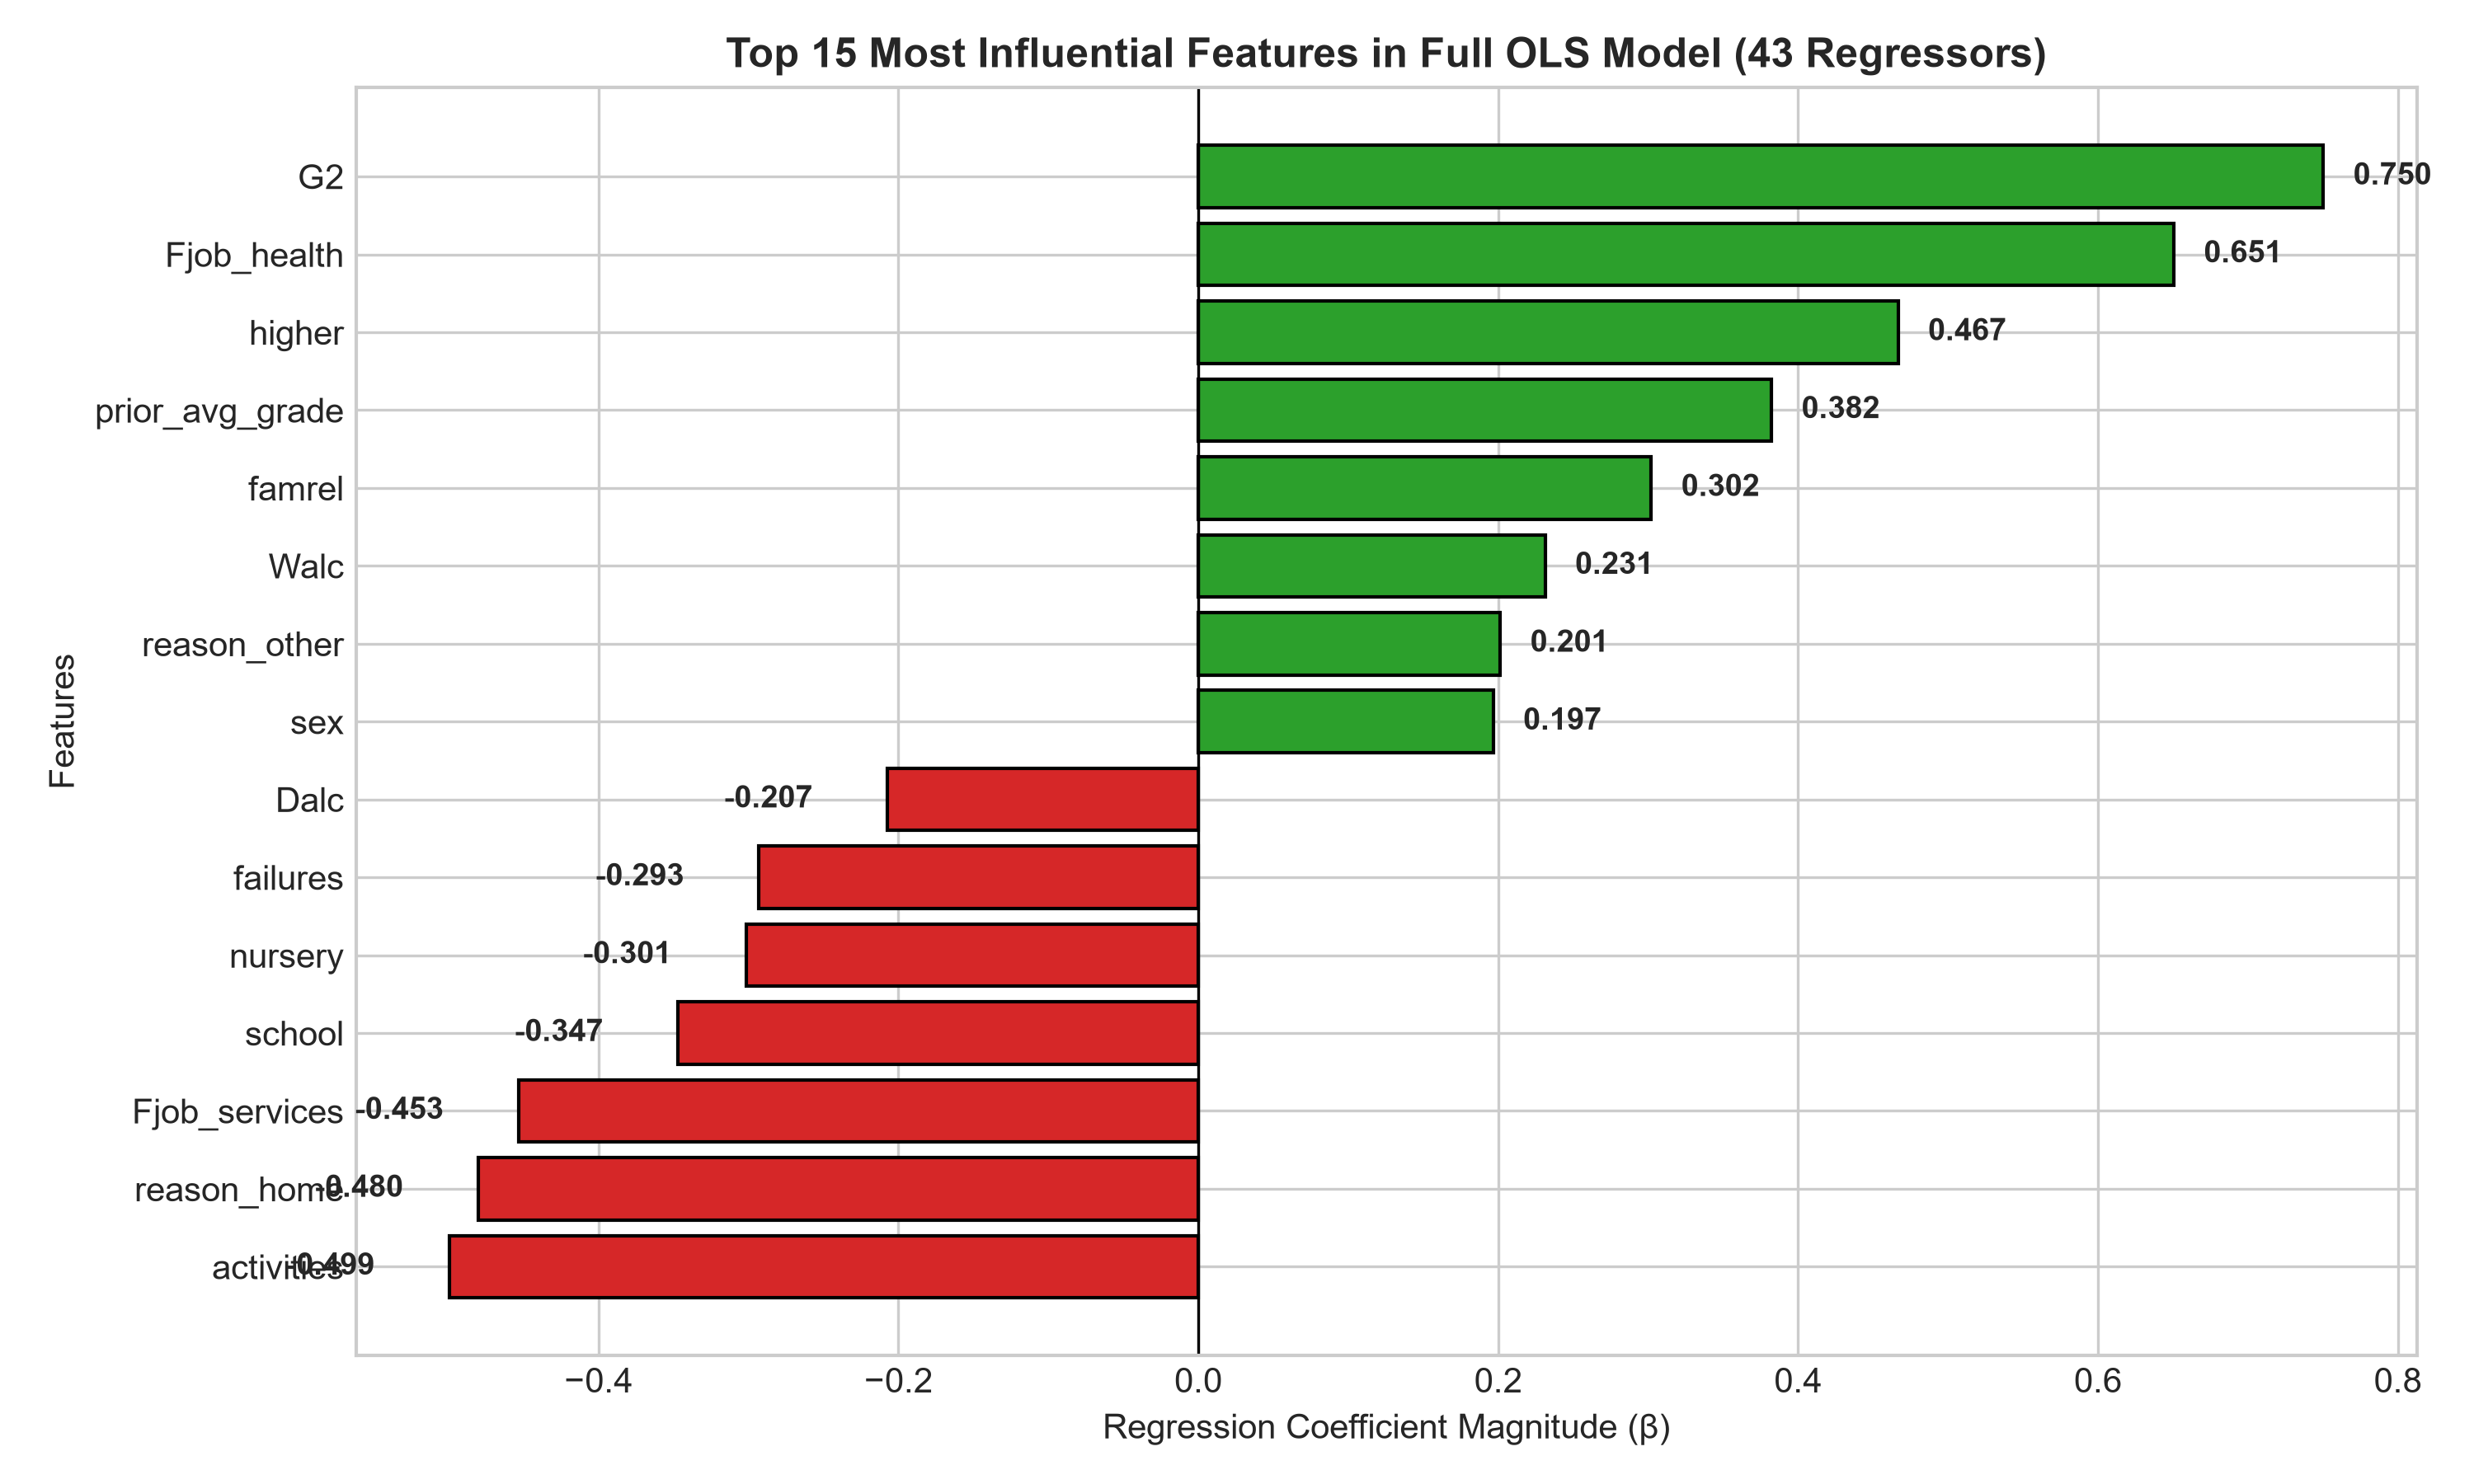 Top 15 Most Influential Features in Full OLS Model (43 Regressors)
G2 0.750
Fjob_health 0.651
higher 0.467
prior_avg_grade 0.382
famrel 0.302
Walc 0.231
reason_other 0.201
sex 0.197
Dalc -0.207
failures -0.293
nursery -0.301
school -0.347
Fjob_services -0.453
reason_home -0.480
activities -0.499
Features
−0.4 −0.2 0.0 0.2 0.4 0.6 0.8
Regression Coefficient Magnitude (β)